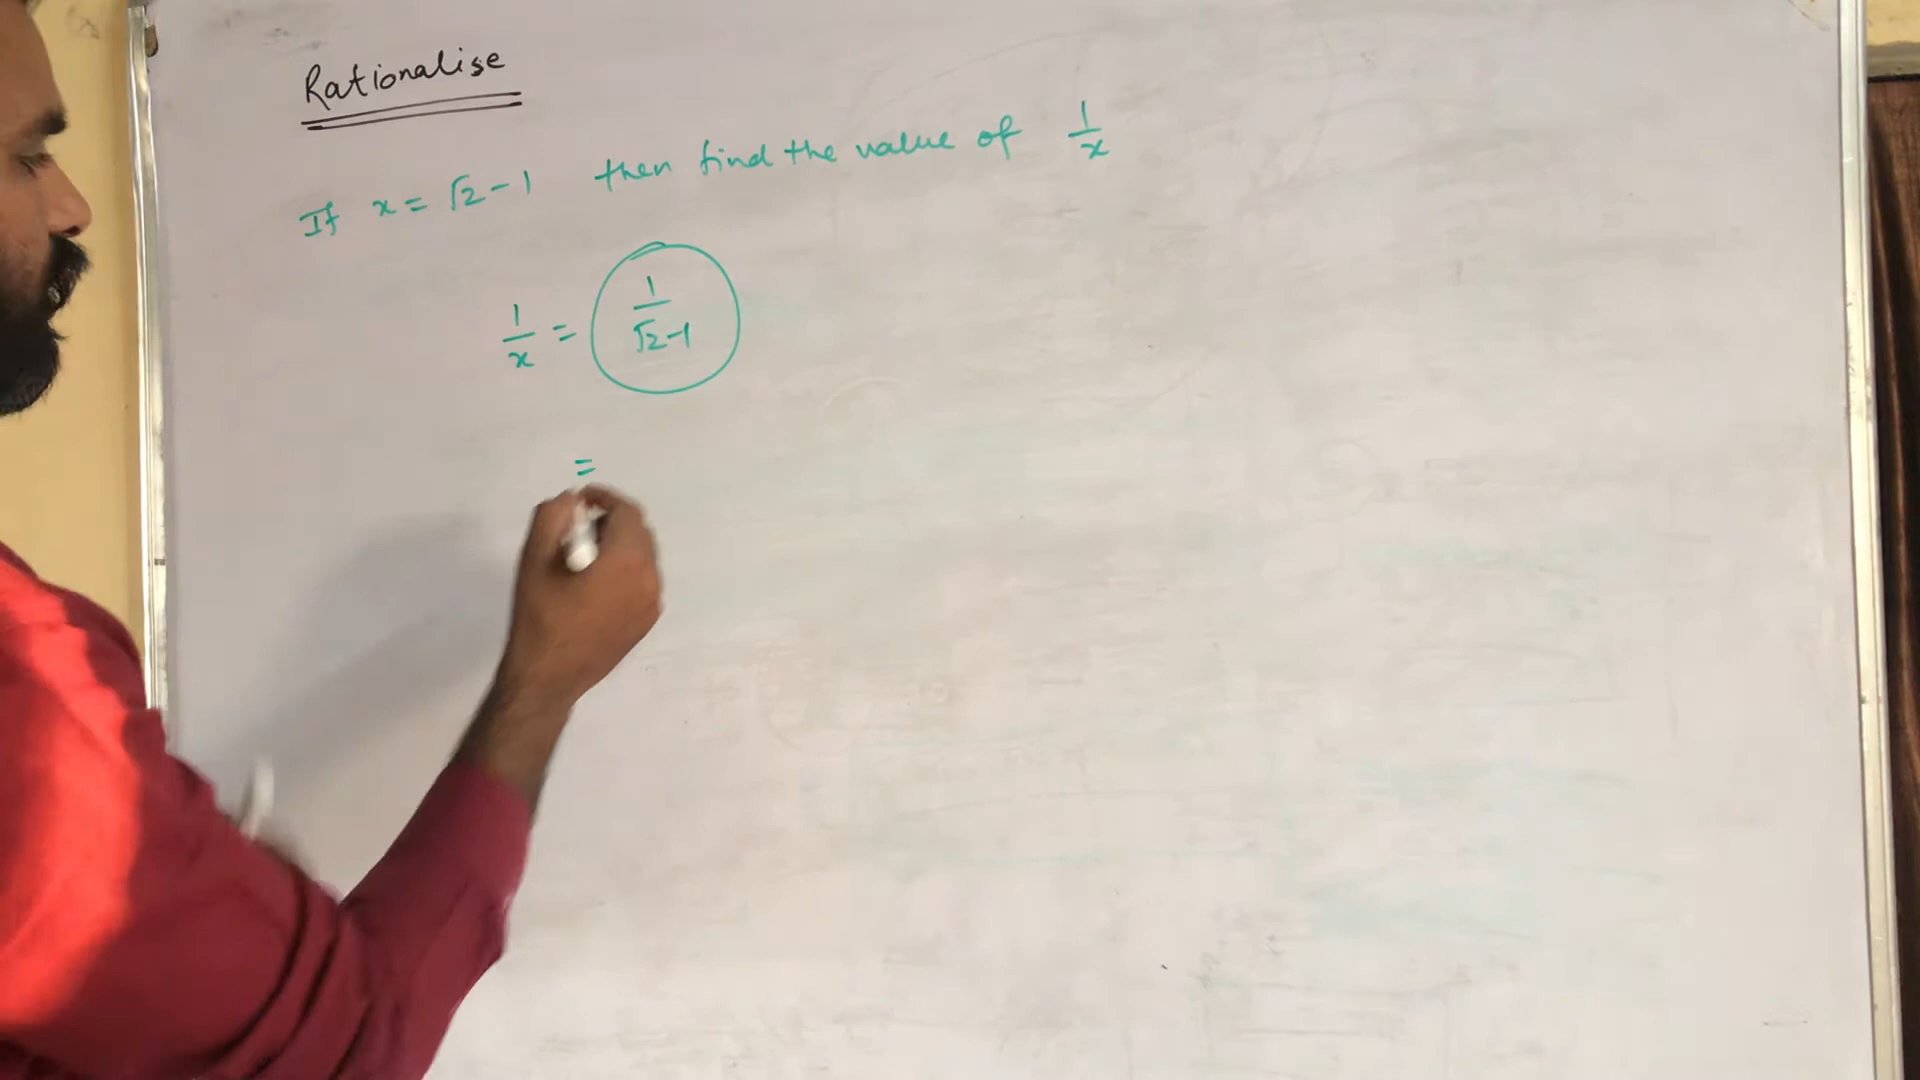 Rationalise
If x = √2 - 1 then find the value of 1/x
1/x = 1/√2-1
=